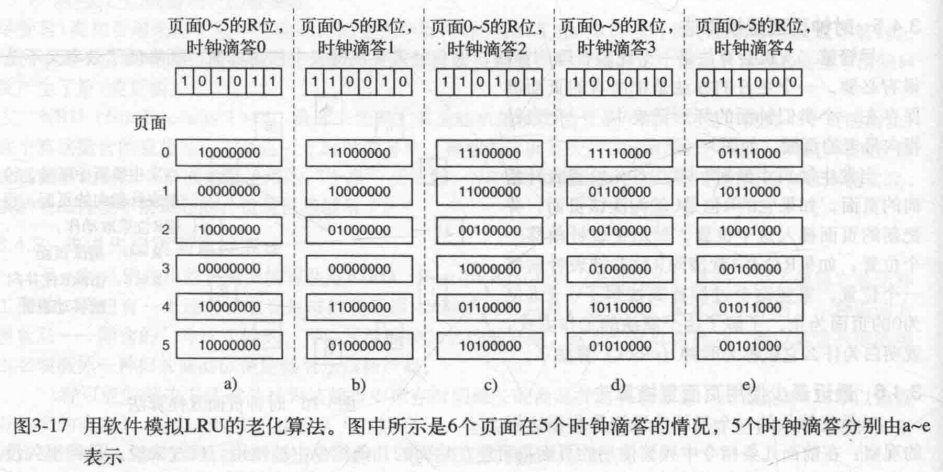 页面0~5的R位, 页面0~5的R位, 页面0~5的R位, 页面0~5的R位, 页面0~5的R位,
时钟滴答0 时钟滴答1 时钟滴答2 时钟滴答3 时钟滴答4
1 0 1 0 1 1 1 1 0 0 1 0 1 1 0 1 0 1 1 0 0 0 1 0 0 1 1 0 0 0
页面
0 10000000 11000000 11100000 11110000 01111000
1 00000000 10000000 11000000 01100000 10110000
2 10000000 01000000 00100000 00100000 10001000
3 00000000 00000000 10000000 01000000 00100000
4 10000000 11000000 01100000 10110000 01011000
5 10000000 01000000 10100000 01010000 00101000
a) b) c) d) e)
图3-17 用软件模拟LRU的老化算法。图中所示是6个页面在5个时钟滴答的情况，5个时钟滴答分别由a~e
表示